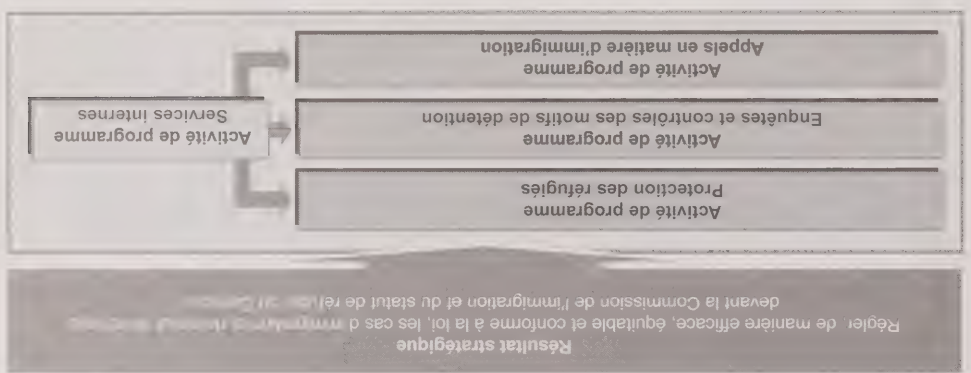 Résultat stratégique
Régler de manière efficace, équitable et conforme à la loi, les cas d'immigration
devant la Commission de l'immigration et du statut de réfugié du Canada
Activité de programme
Protection des réfugiés
Activité de programme
Enquêtes et contrôles des motifs de détention
Activité de programme
Appels en matière d'immigration
Activité de programme
Services internes